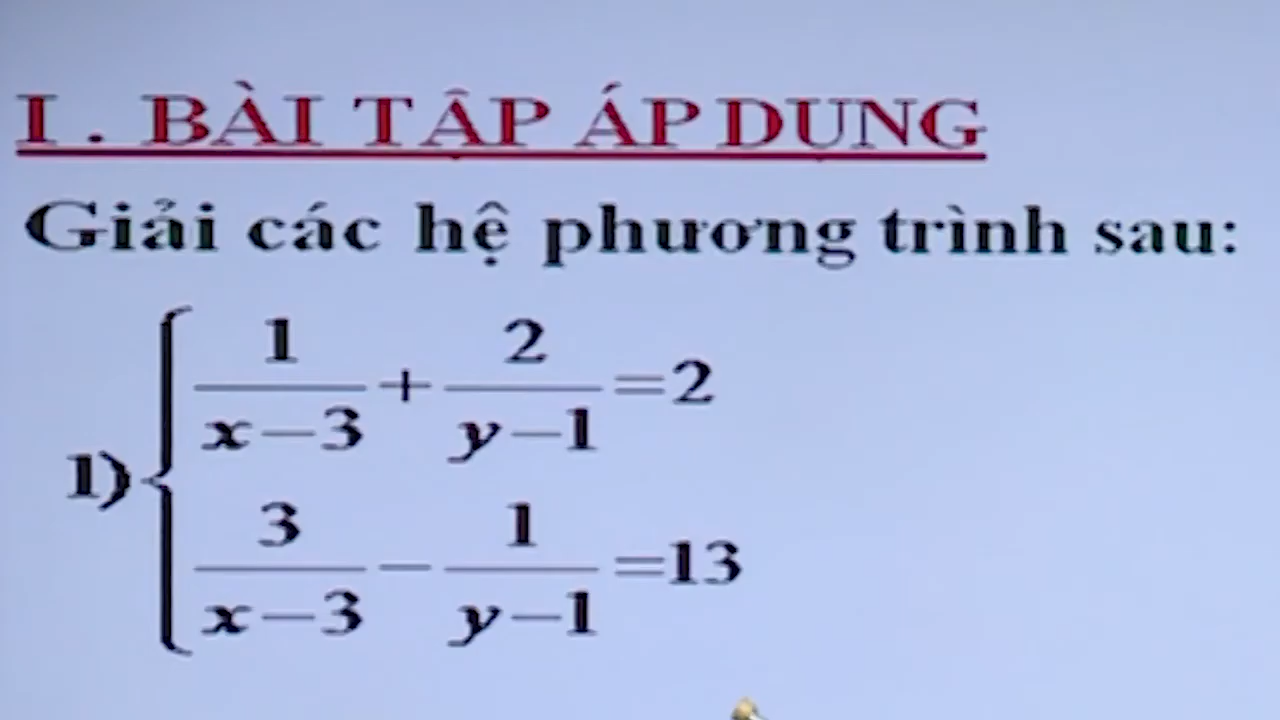 I . BÀI TẬP ÁP DỤNG
Giải các hệ phương trình sau:
1) { 1/(x−3) + 2/(y−1) = 2
3/(x−3) − 1/(y−1) = 13